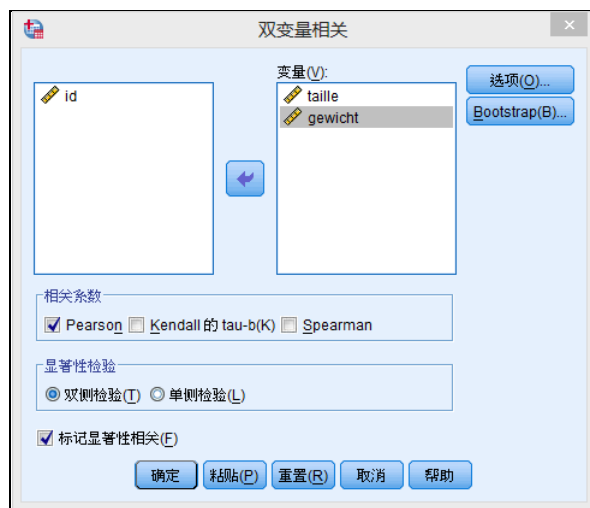 双变量相关
变量(V):
id
taille
gewicht
选项(O)...
Bootstrap(B)...
相关系数
Pearson Kendall 的 tau-b(K) Spearman
显著性检验
双侧检验(T) 单侧检验(L)
标记显著性相关(F)
确定 粘贴(P) 重置(R) 取消 帮助